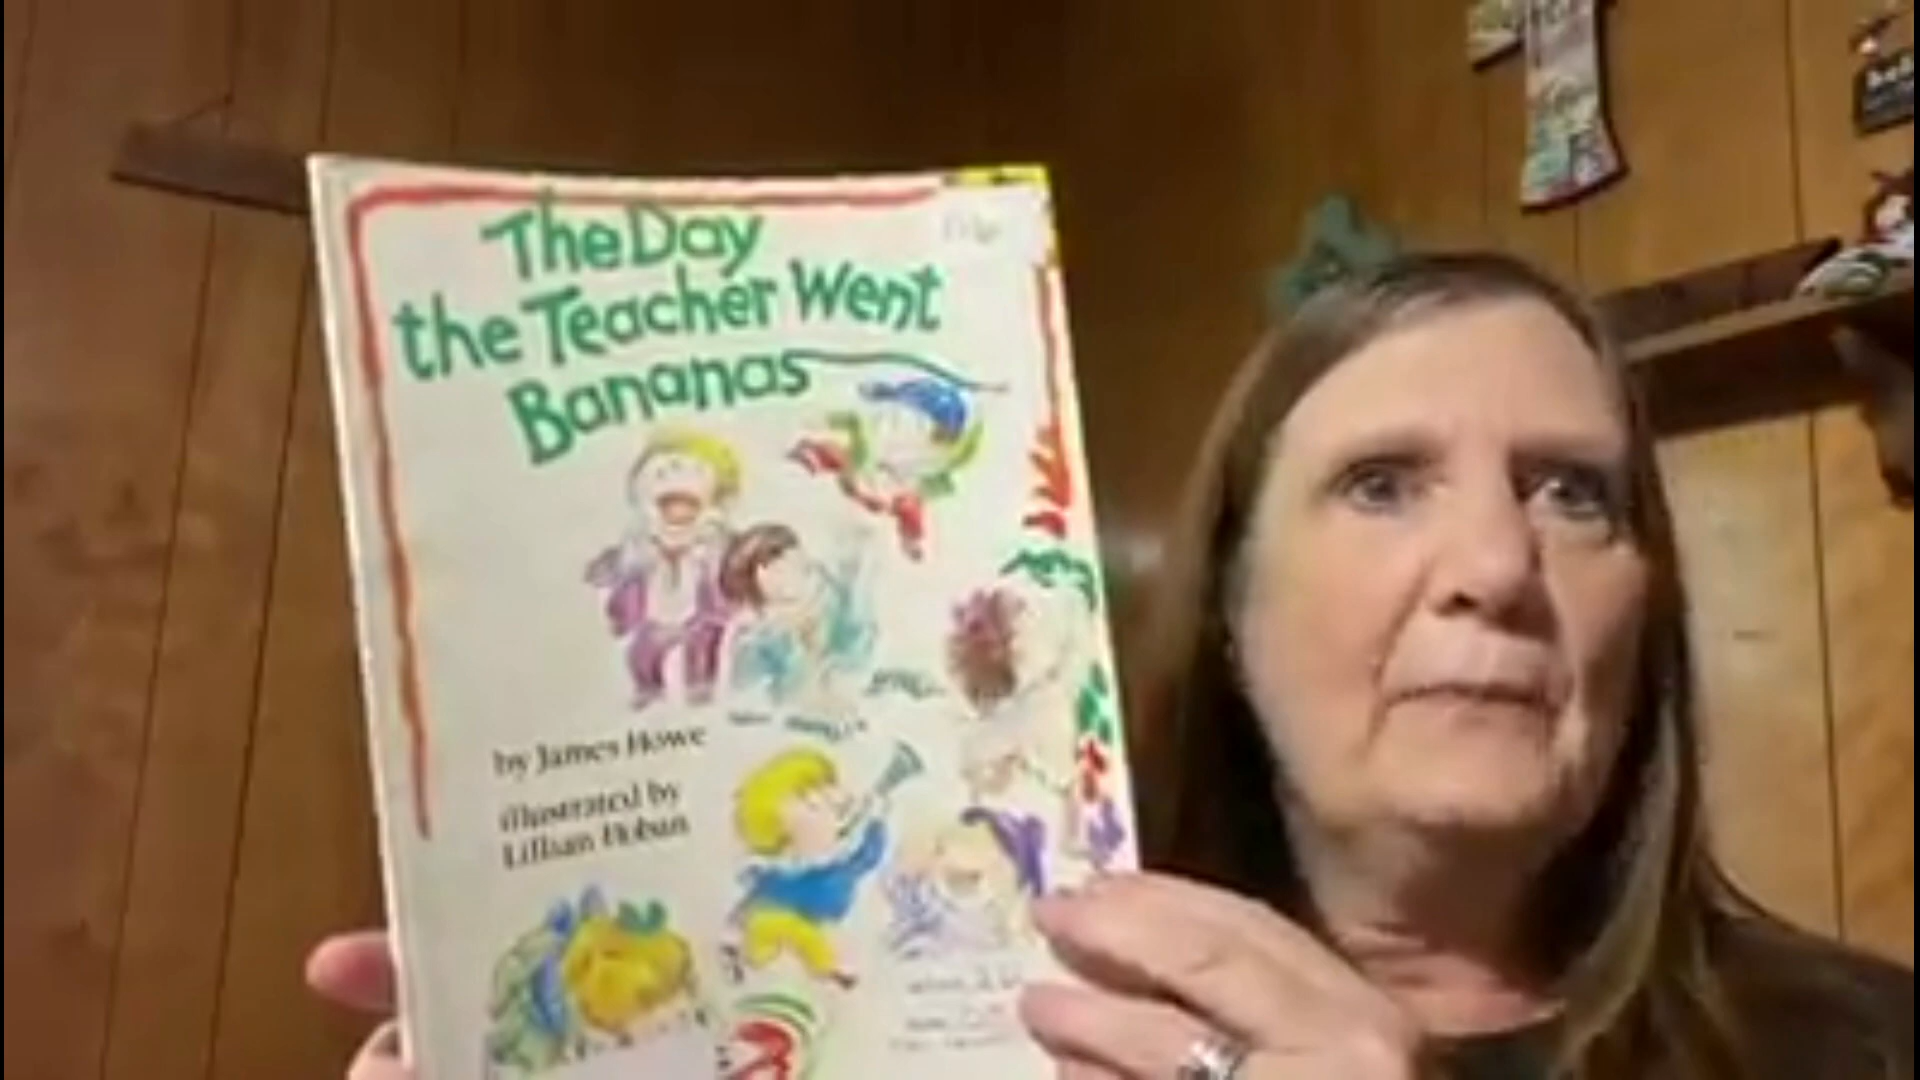 The Day
the Teacher Went
Bananas
by James Howe
illustrated by
Lillian Hoban